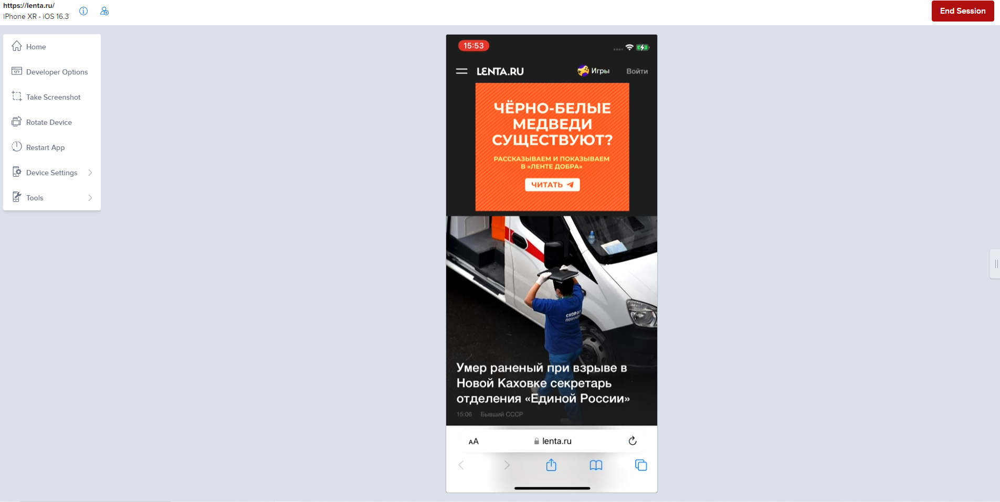 https://lenta.ru/
iPhone XR - iOS 16.3
End Session
Home
Developer Options
Take Screenshot
Rotate Device
Restart App
Device Settings
Tools
15:53
LENTA.RU
Игры
Войти
ЧЁРНО-БЕЛЫЕ
МЕДВЕДИ
СУЩЕСТВУЮТ?
РАССКАЗЫВАЕМ И ПОКАЗЫВАЕМ
В «ЛЕНТЕ ДОБРА»
ЧИТАТЬ
СКОРАЯ
ПОМОЩЬ
Умер раненый при взрыве в
Новой Каховке секретарь
отделения «Единой России»
15:06 Бывший СССР
AA
lenta.ru